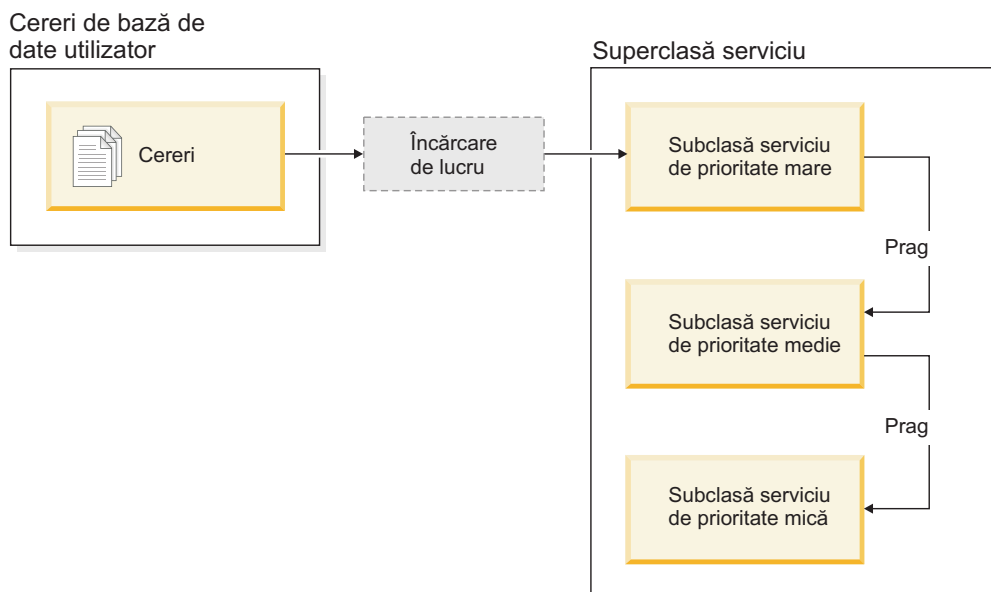 Cereri de bază de
date utilizator
Cereri
Încărcare
de lucru
Superclasă serviciu
Subclasă serviciu
de prioritate mare
Prag
Subclasă serviciu
de prioritate medie
Prag
Subclasă serviciu
de prioritate mică